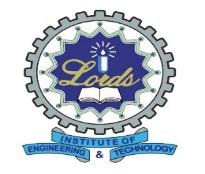 Lords
INSTITUTE OF
ENGINEERING & TECHNOLOGY